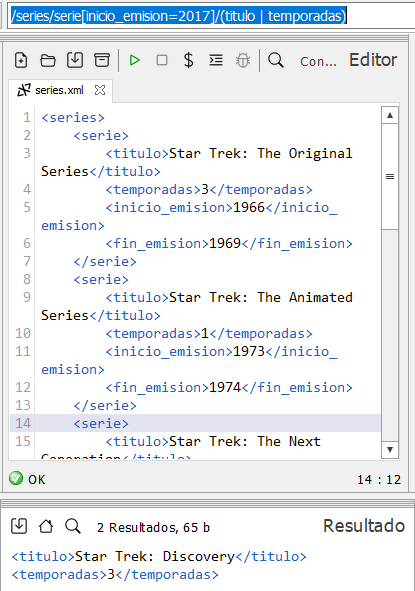 /series/serie[inicio_emision=2017]/(titulo | temporadas)
Con... Editor
series.xml
1 <series>
2 <serie>
3 <titulo>Star Trek: The Original
Series</titulo>
4 <temporadas>3</temporadas>
5 <inicio_emision>1966</inicio_
emision>
6 <fin_emision>1969</fin_emision>
7 </serie>
8 <serie>
9 <titulo>Star Trek: The Animated
Series</titulo>
10 <temporadas>1</temporadas>
11 <inicio_emision>1973</inicio_
emision>
12 <fin_emision>1974</fin_emision>
13 </serie>
14 <serie>
15 <titulo>Star Trek: The Next
Generation</titulo>
OK 14 : 12
2 Resultados, 65 b Resultado
<titulo>Star Trek: Discovery</titulo>
<temporadas>3</temporadas>